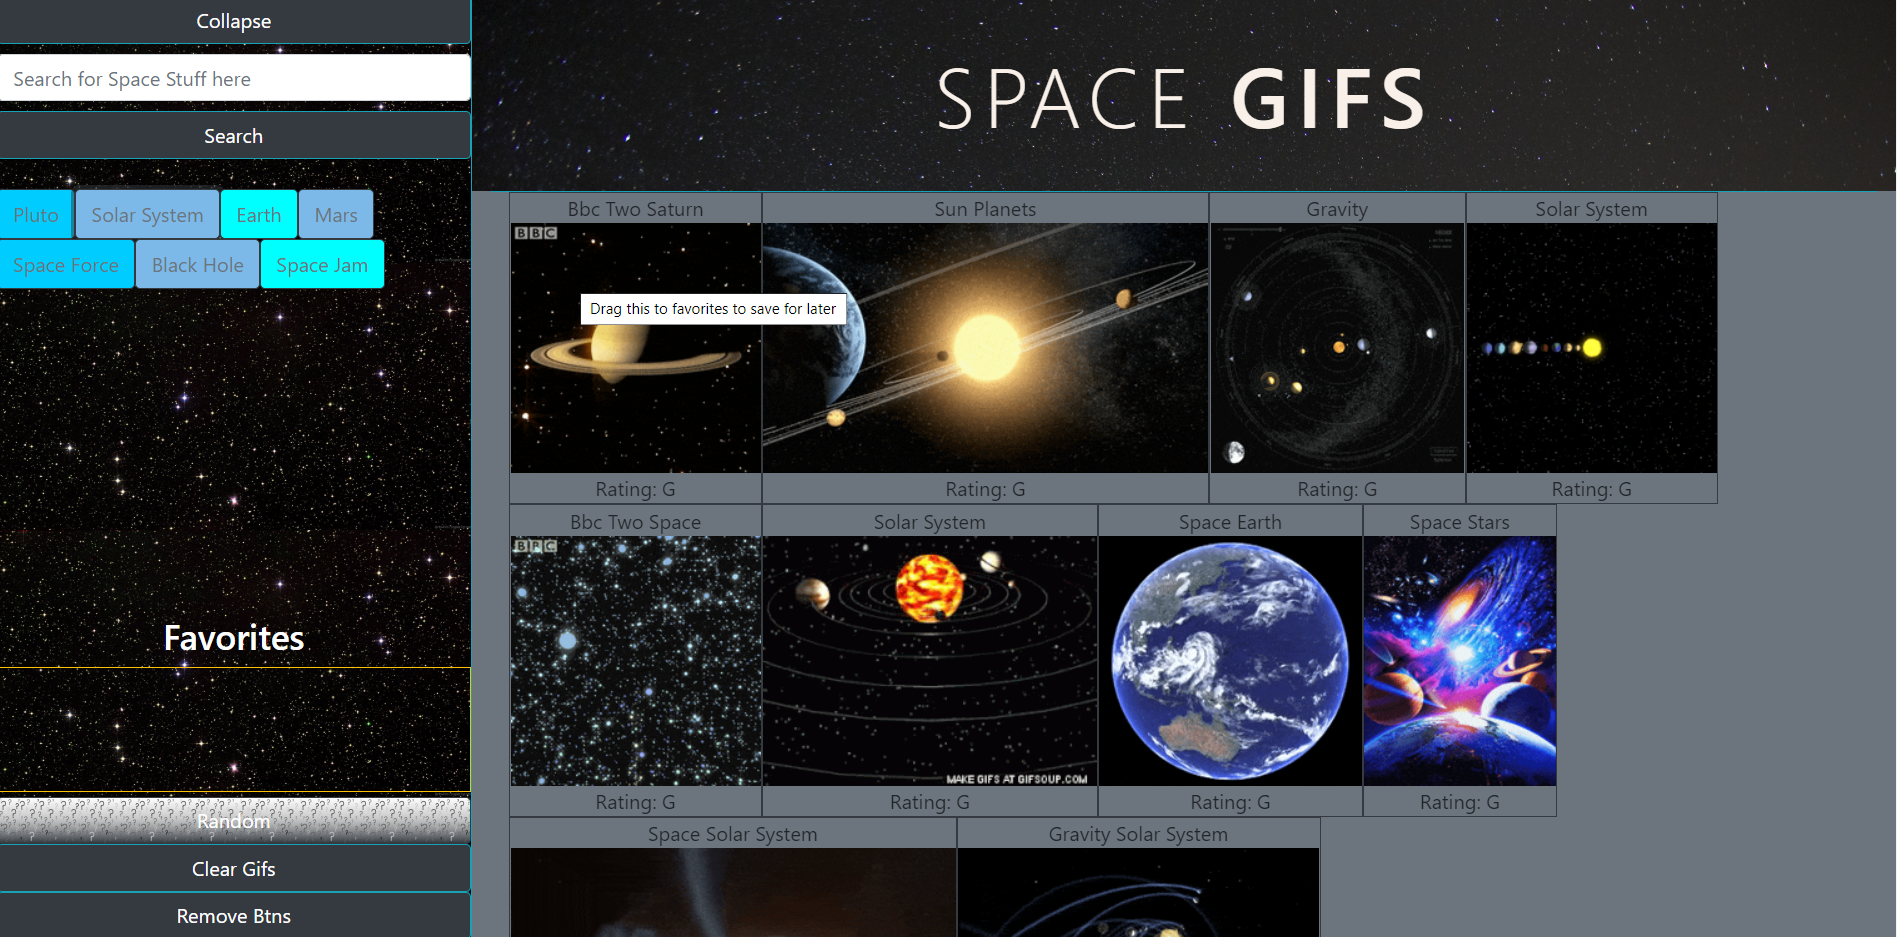 Collapse
Search for Space Stuff here
Search
Pluto
Solar System
Earth
Mars
Space Force
Black Hole
Space Jam
Favorites
Random
Clear Gifs
Remove Btns
SPACE GIFS
Bbc Two Saturn
Sun Planets
Gravity
Solar System
BBC
Drag this to favorites to save for later
Rating: G
Rating: G
Rating: G
Rating: G
Bbc Two Space
Solar System
Space Earth
Space Stars
BBC
MAKE GIFS AT GIFSOUP.COM
Rating: G
Rating: G
Rating: G
Rating: G
Space Solar System
Gravity Solar System